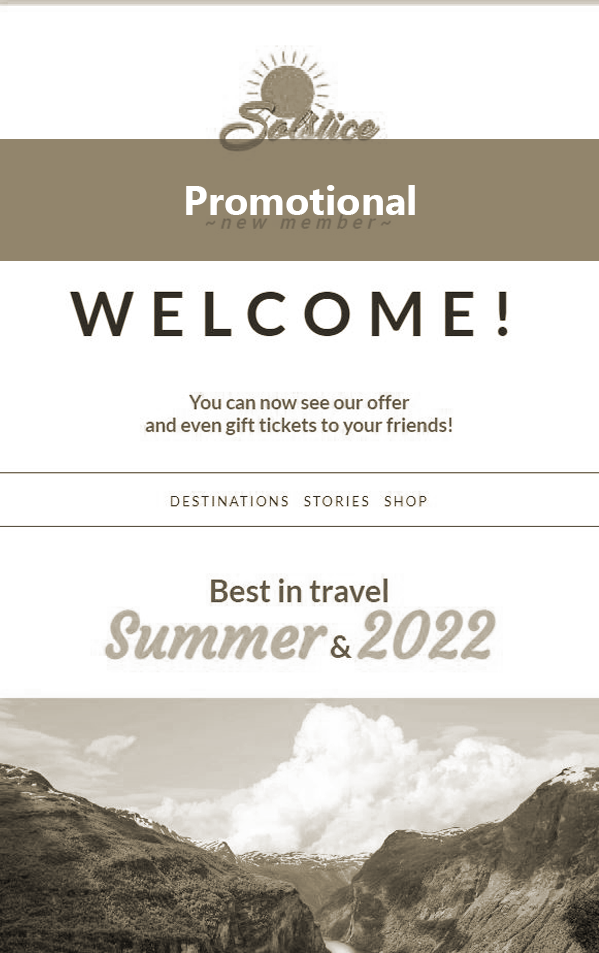 Solstice
Promotional
~new member~
WELCOME!
You can now see our offer
and even gift tickets to your friends!
DESTINATIONS STORIES SHOP
Best in travel
Summer & 2022